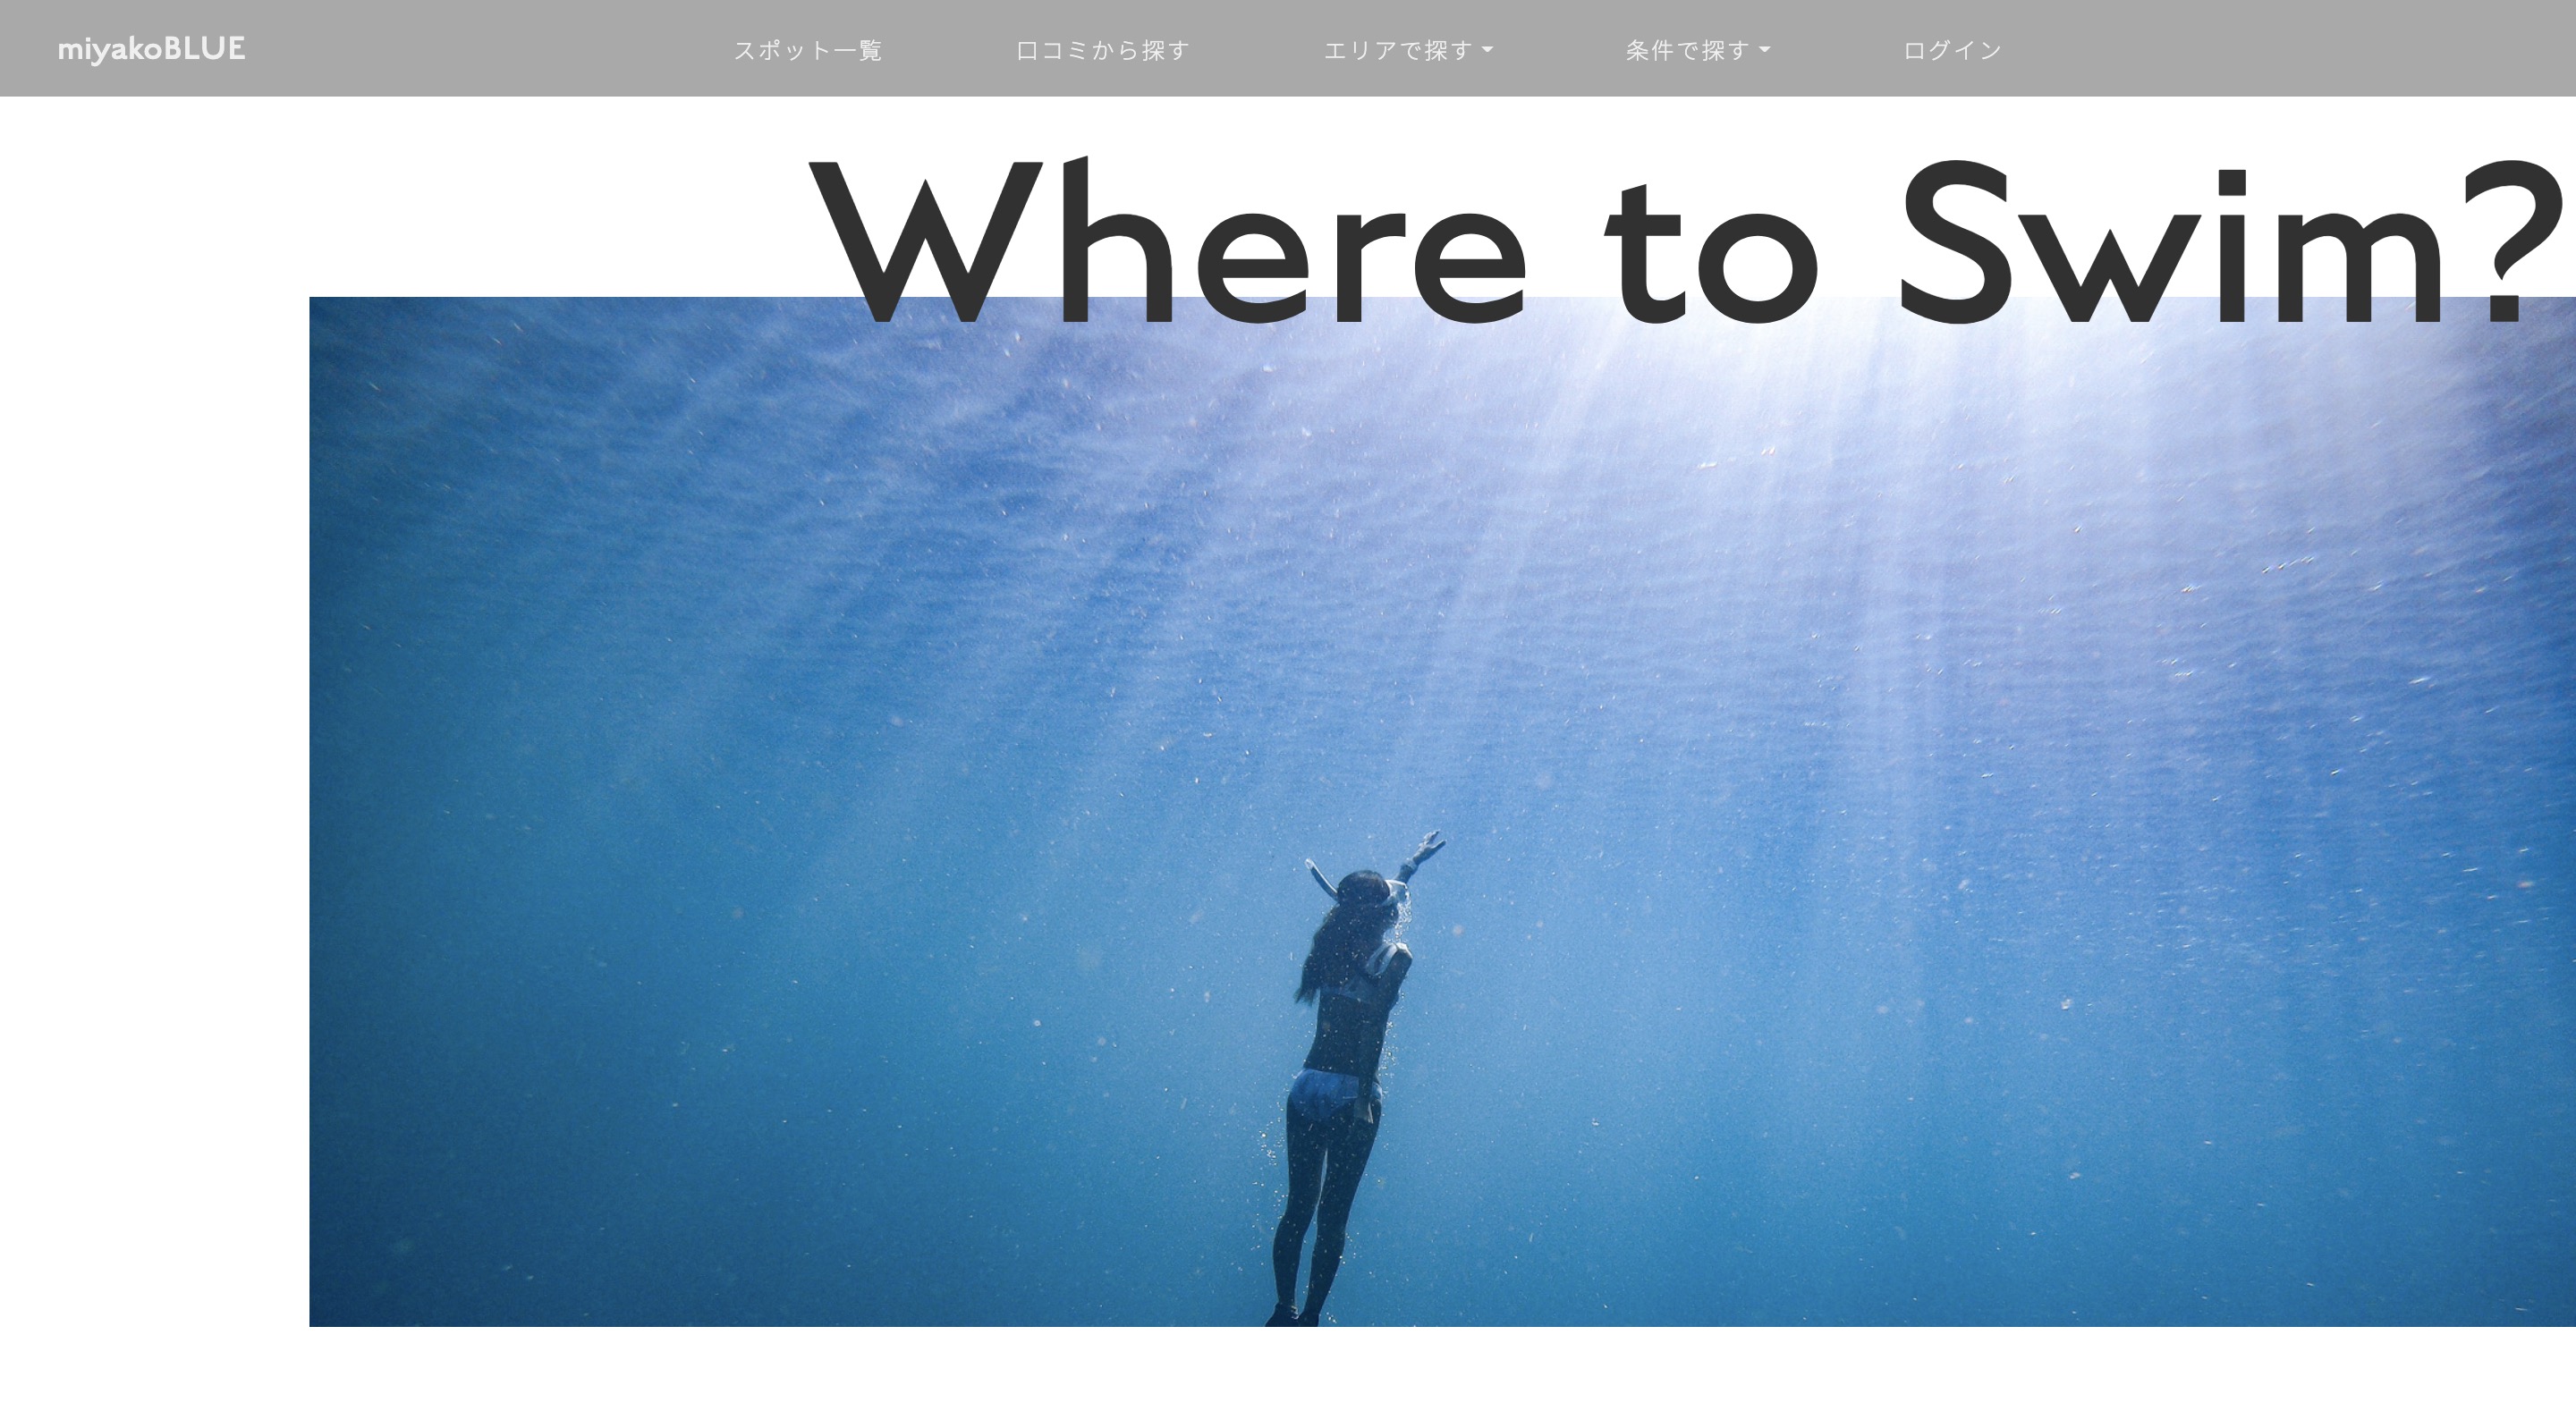 miyakoBLUE
スポット一覧
口コミから探す
エリアで探す
条件で探す
ログイン
Where to Swim?